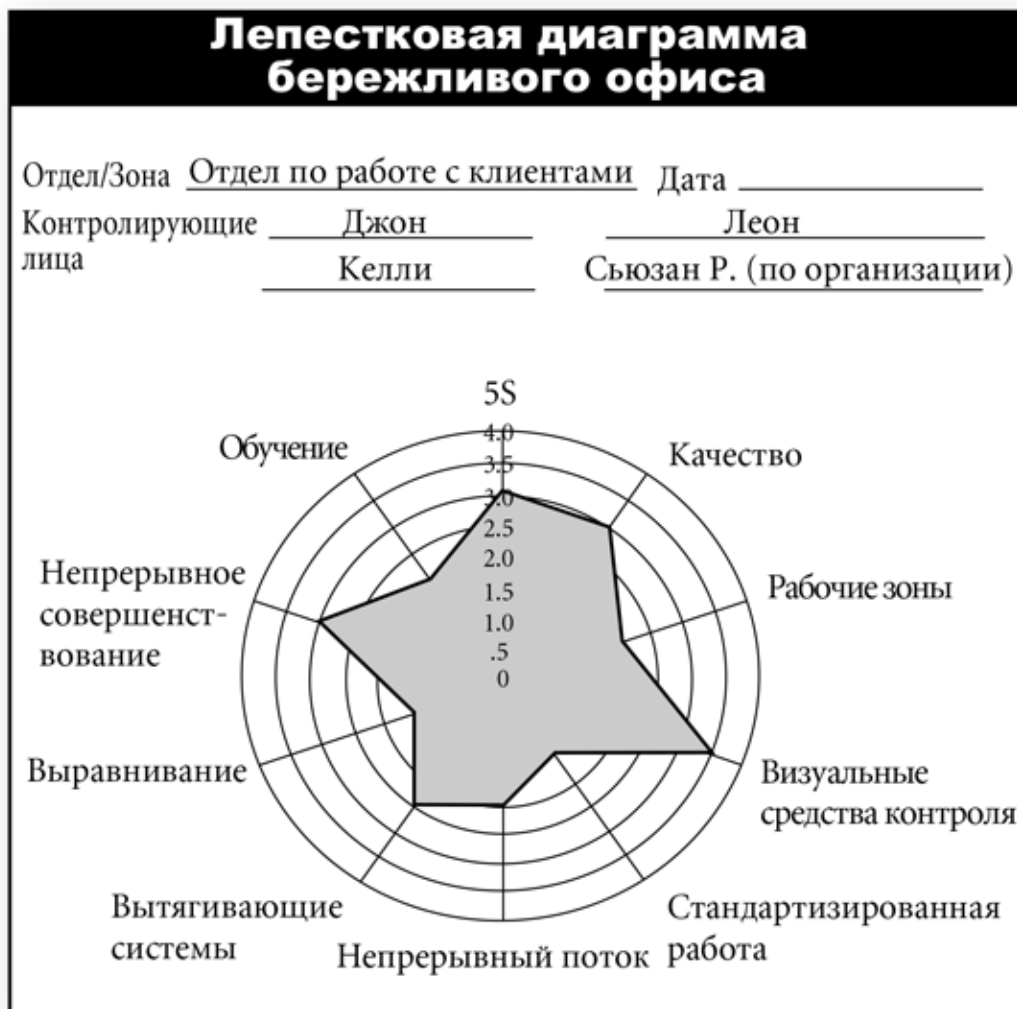 Лепестковая диаграмма
бережливого офиса
Отдел/Зона Отдел по работе с клиентами Дата
Контролирующие лица Джон Леон
Келли Сьюзан Р. (по организации)
5S
4.0
3.5
3.0
2.5
2.0
1.5
1.0
.5
0
Качество
Рабочие зоны
Визуальные
средства контроля
Стандартизированная
работа
Непрерывный поток
Вытягивающие
системы
Выравнивание
Непрерывное
совершенст-
вование
Обучение